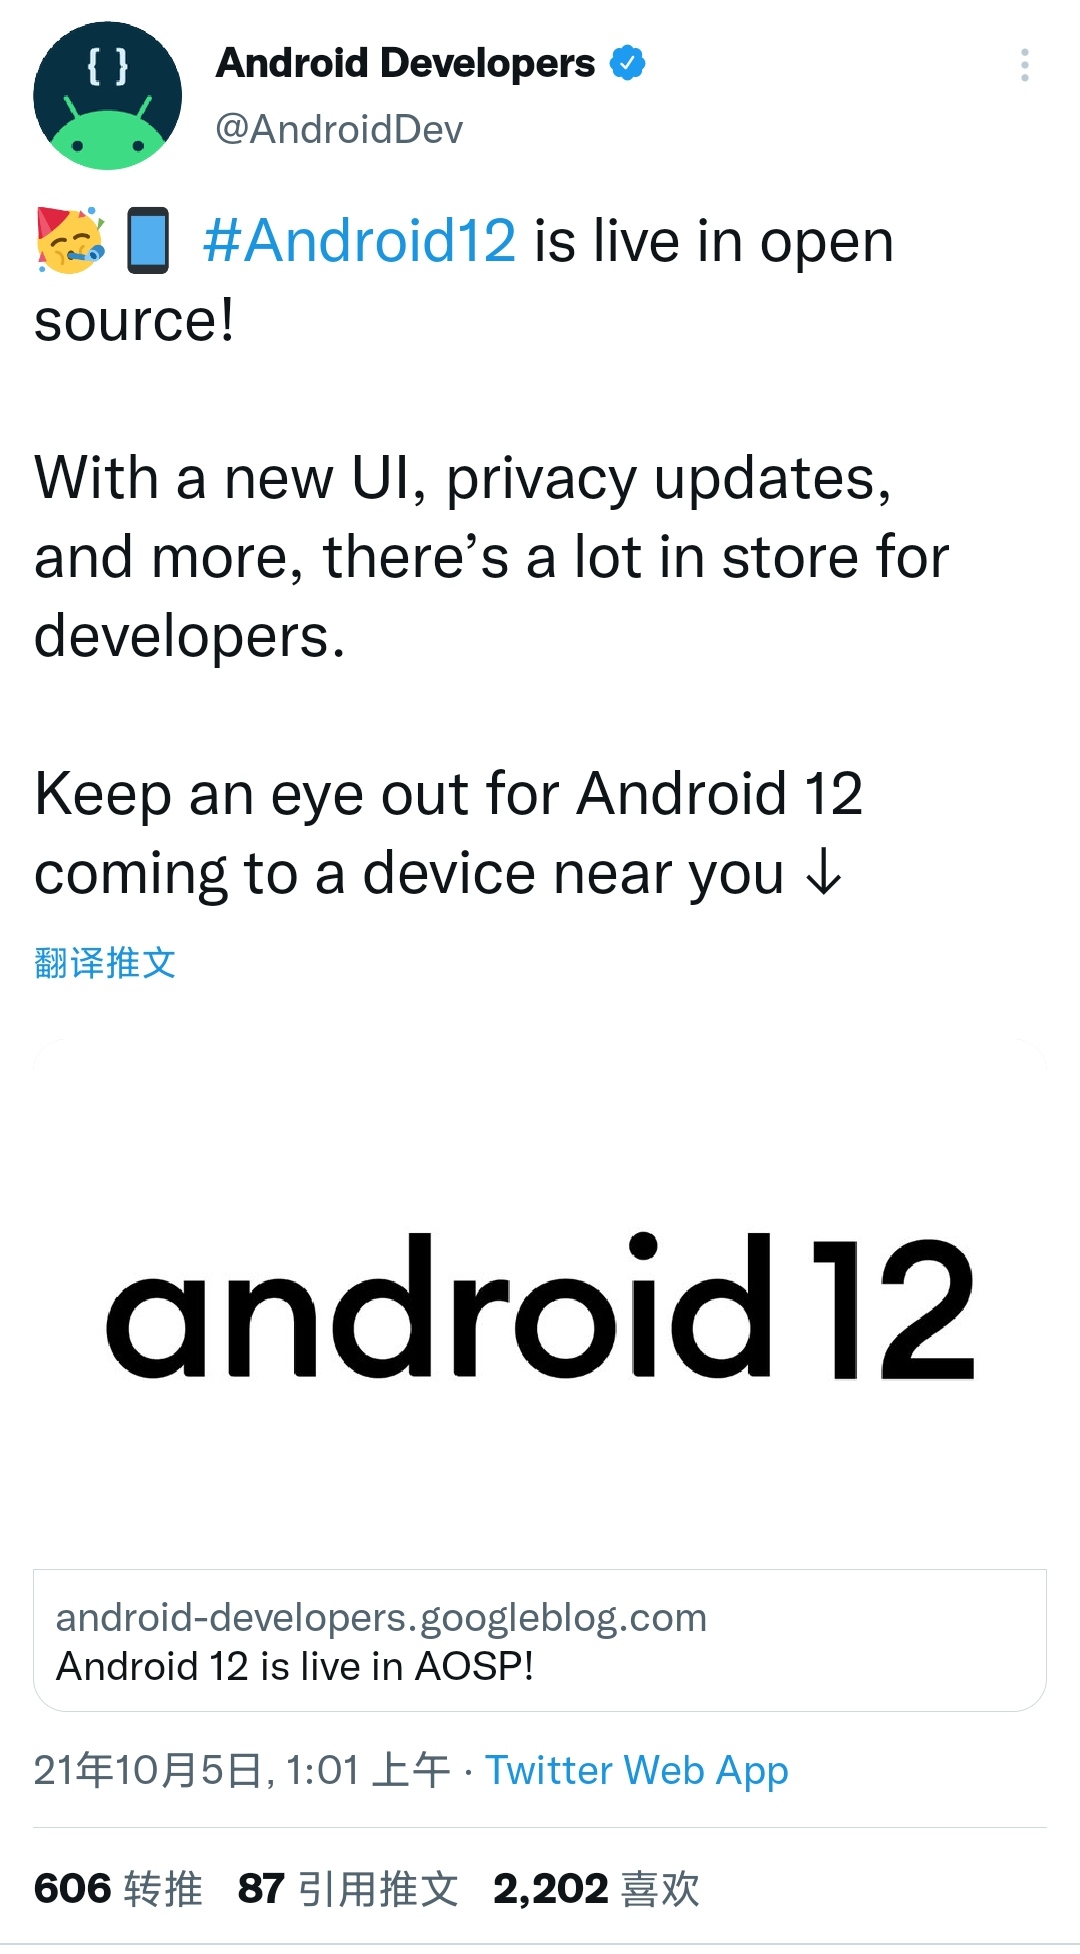 { }
Android Developers
@AndroidDev
🥳📱 #Android12 is live in open
source!
With a new UI, privacy updates,
and more, there’s a lot in store for
developers.
Keep an eye out for Android 12
coming to a device near you ↓
翻译推文
android 12
android-developers.googleblog.com
Android 12 is live in AOSP!
21年10月5日, 1:01 上午 · Twitter Web App
606 转推 87 引用推文 2,202 喜欢